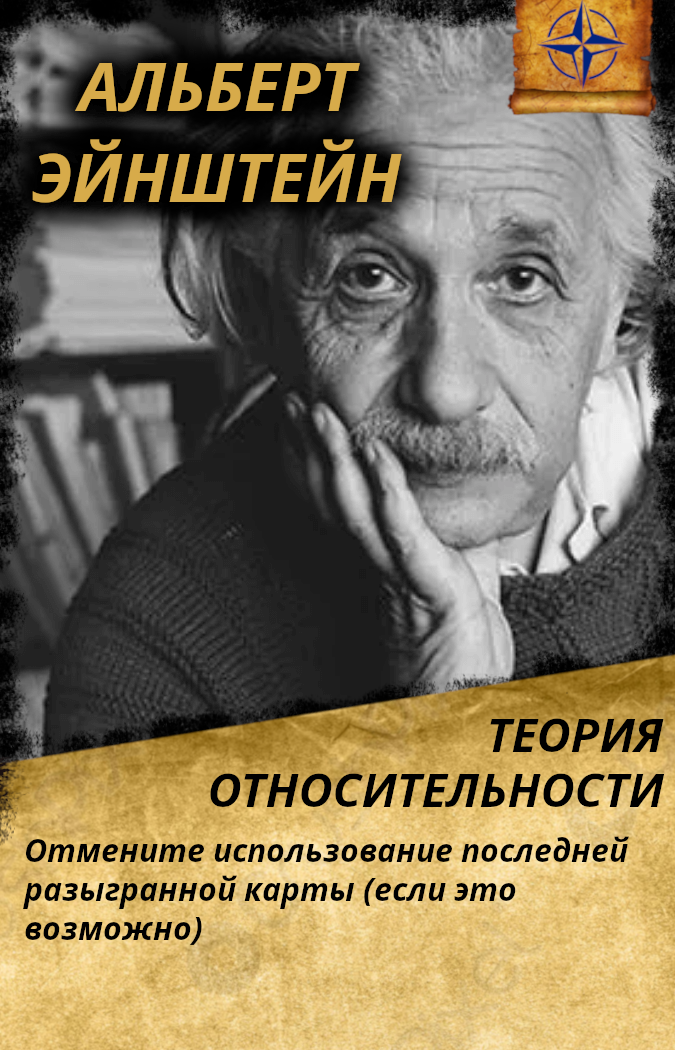 АЛЬБЕРТ
ЭЙНШТЕЙН
ТЕОРИЯ
ОТНОСИТЕЛЬНОСТИ
Отмените использование последней
разыгранной карты (если это
возможно)